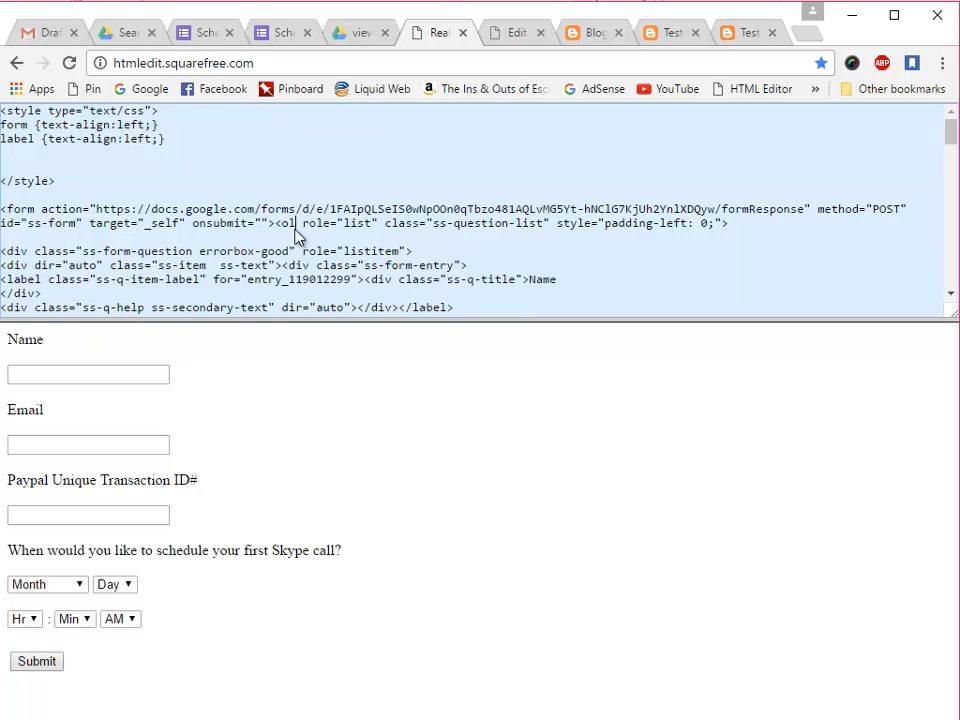 Draf
Sear
Sche
Sche
view
Real
Edit
Blog
Test
Test
htmledit.squarefree.com
Apps
Pin
Google
Facebook
Pinboard
Liquid Web
The Ins & Outs of Esc
AdSense
YouTube
HTML Editor
»
Other bookmarks
ABP
<style type="text/css">
form {text-align:left;}
label {text-align:left;}
</style>
<form action="https://docs.google.com/forms/d/e/1FAIpQLSeIS0wNpOOn0qTbzo481AQLvMG5Yt-hNClG7KjUh2YnlXDQyw/formResponse" method="POST"
id="ss-form" target="_self" onsubmit=""><ol role="list" class="ss-question-list" style="padding-left: 0;">
<div class="ss-form-question errorbox-good" role="listitem">
<div dir="auto" class="ss-item  ss-text"><div class="ss-form-entry">
<label class="ss-q-item-label" for="entry_119012299"><div class="ss-q-title">Name
</div>
<div class="ss-q-help ss-secondary-text" dir="auto"></div></label>
Name
Email
Paypal Unique Transaction ID#
When would you like to schedule your first Skype call?
Month Day
Hr : Min AM
Submit